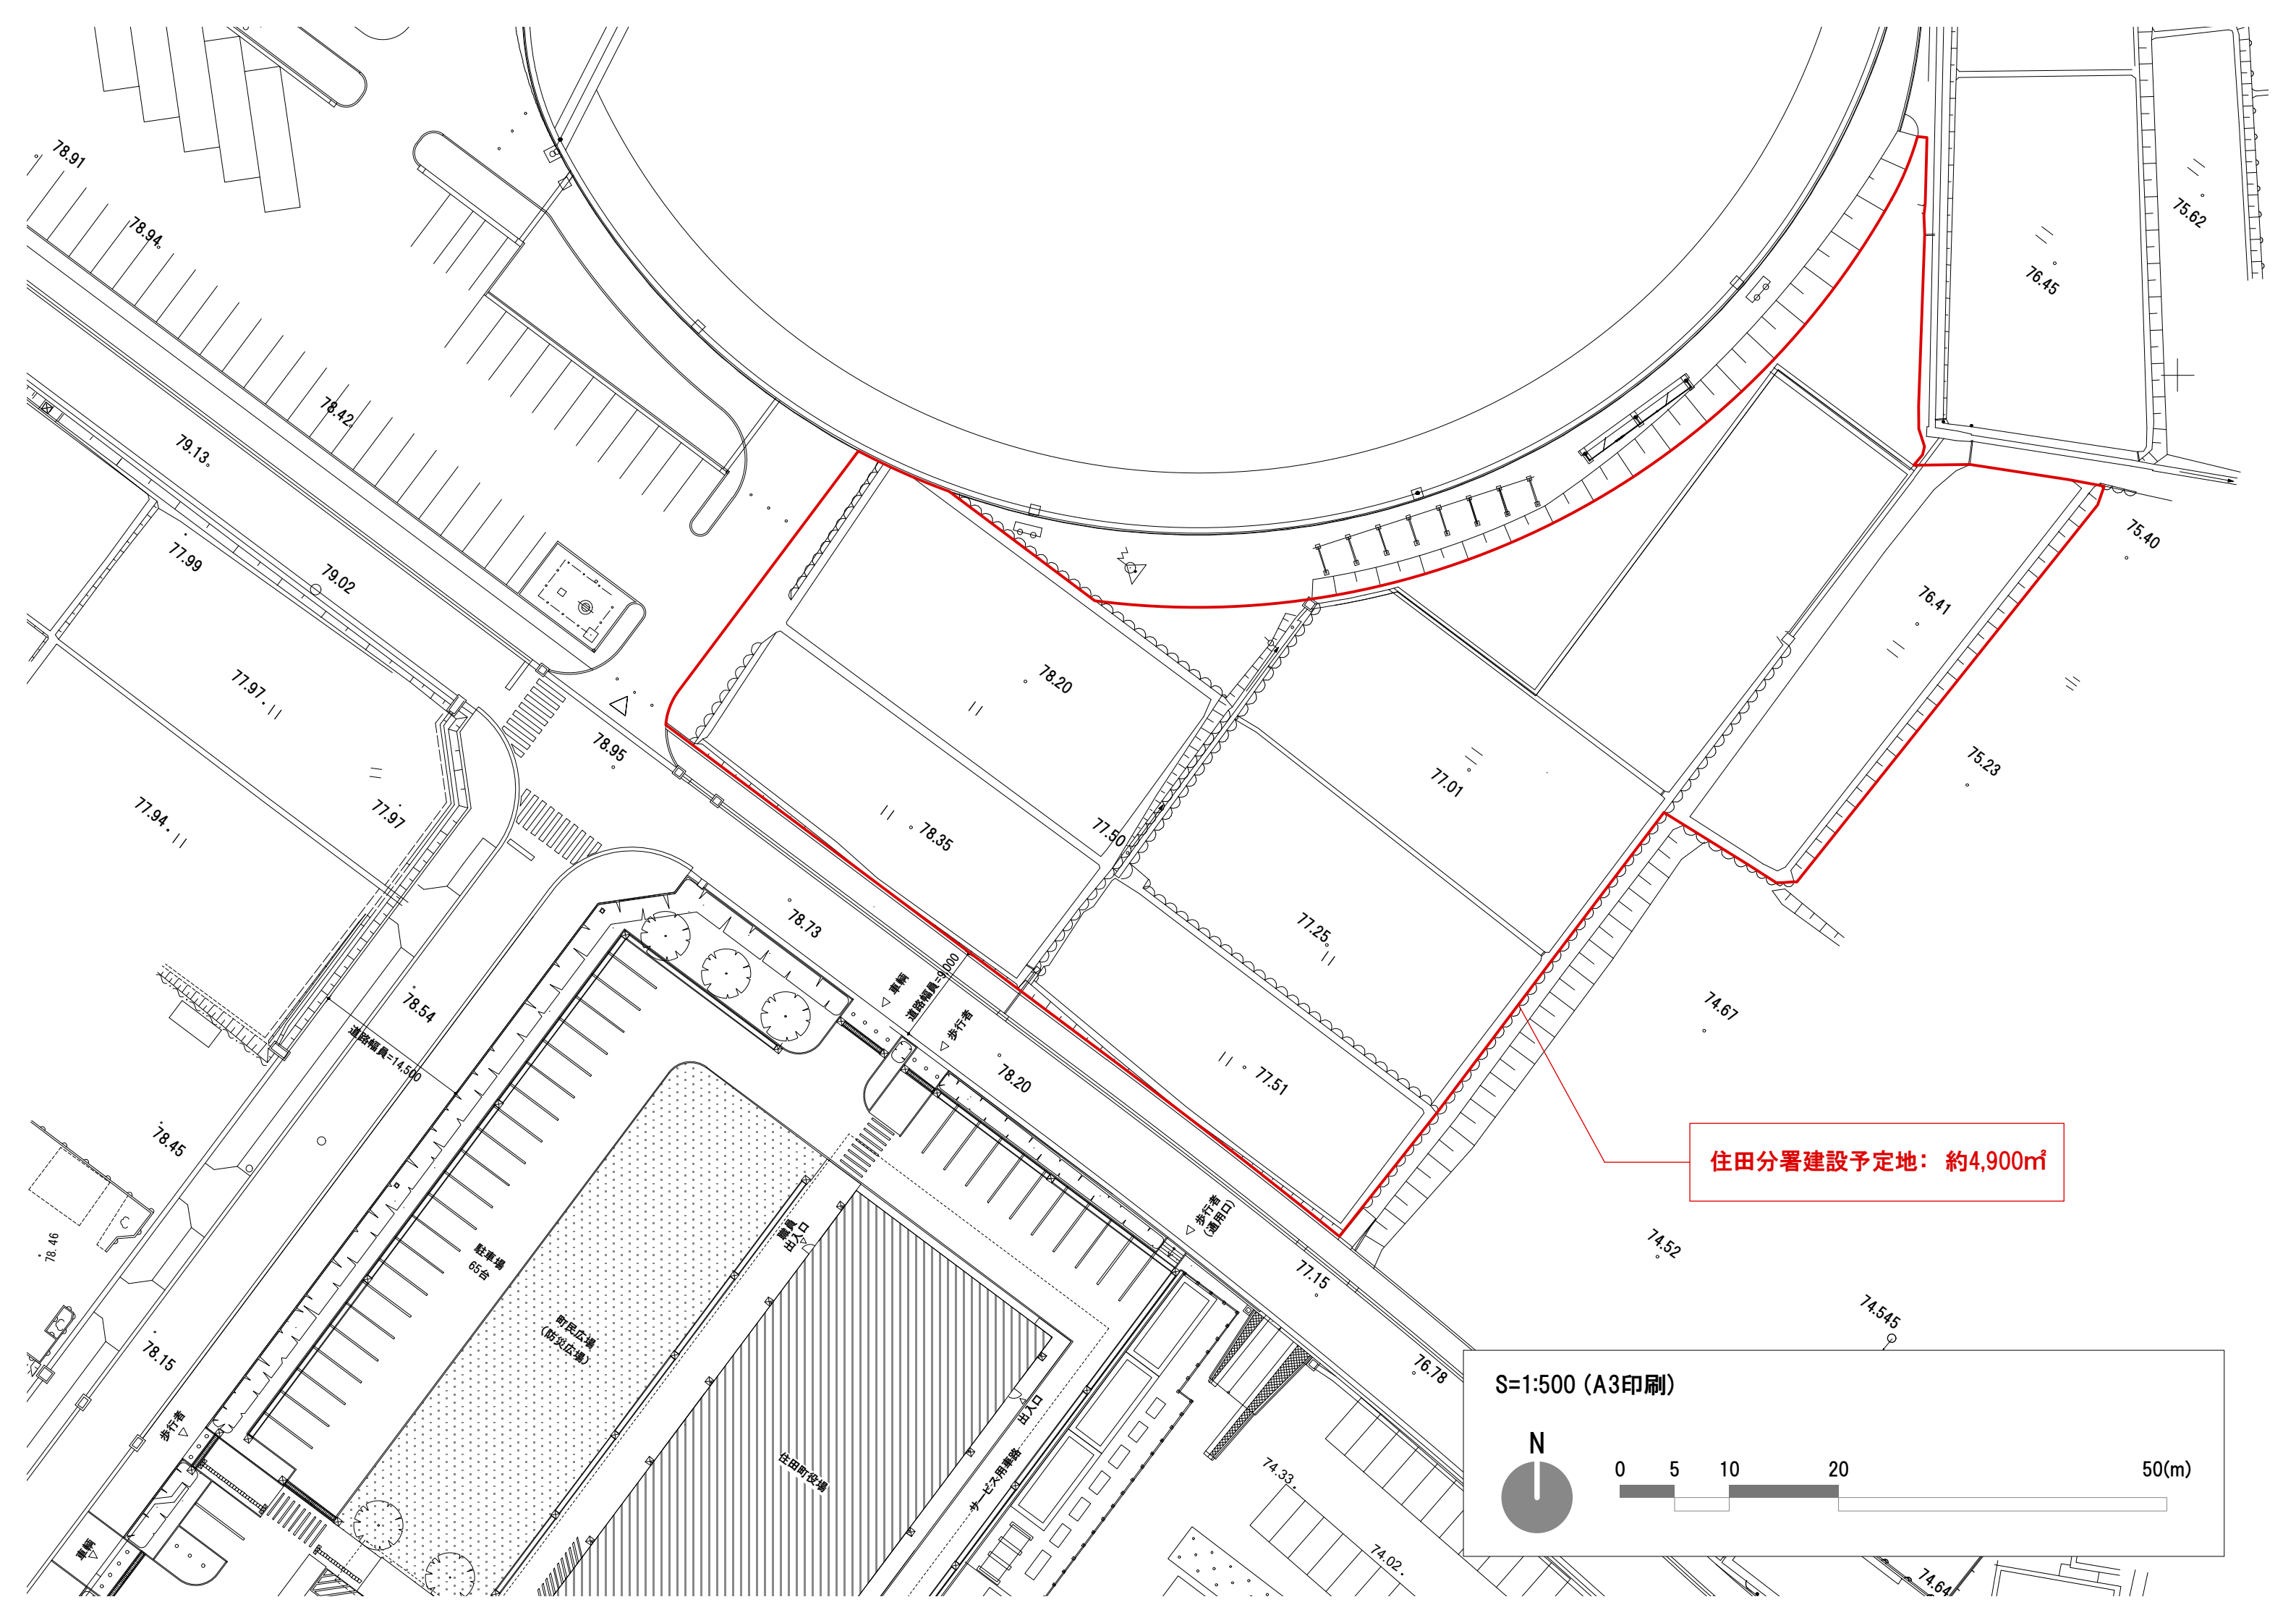 78.91
78.94
75.62
76.45
78.42
79.13
79.02
77.99
75.40
76.41
78.20
77.97
78.95
75.23
77.01
77.94
77.97
77.50
78.35
78.73
77.25
車輌
道路幅員=9,000
歩行者
78.54
道路幅員=14,500
74.67
78.20
77.51
78.45
住田分署建設予定地： 約4,900㎡
歩行者
(通用口)
職員
出入口
78.46
駐車場
65台
74.52
77.15
町民広場
(防災広場)
74.545
78.15
76.78
S=1:500 (A3印刷)
歩行者
出入口
N
0 5 10 20 50(m)
住田町役場
サービス用車路
74.33
車輌
74.02
74.64